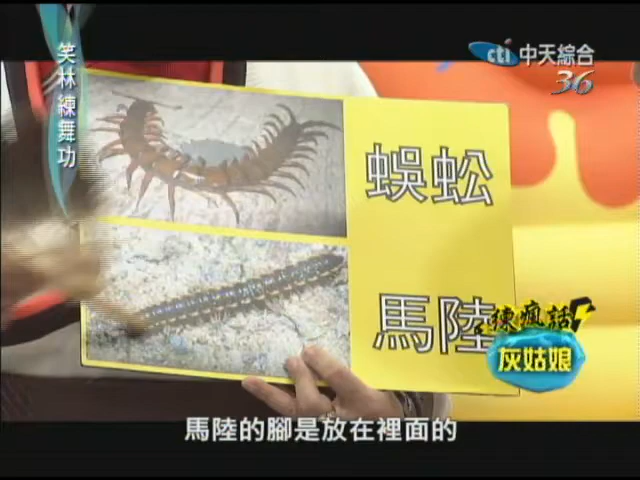 笑林練舞功
cti 中天綜合
36
蜈蚣
馬陸
練瘋話
灰姑娘
馬陸的腳是放在裡面的